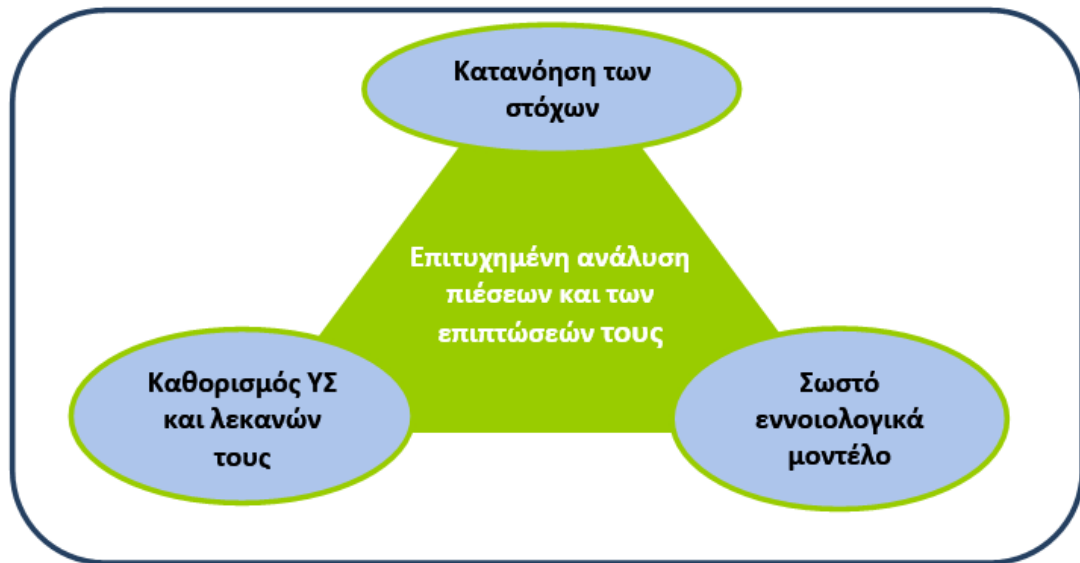 Κατανόηση των
στόχων
Επιτυχημένη ανάλυση
πιέσεων και των
επιπτώσεών τους
Καθορισμός ΥΣ
και λεκανών
τους
Σωστό
εννοιολογικά
μοντέλο